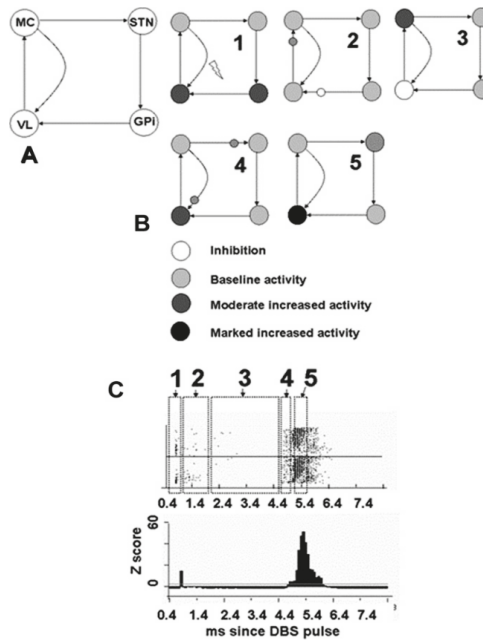 MC STN
VL GPi
A
1
2
3
4
5
B
Inhibition
Baseline activity
Moderate increased activity
Marked increased activity
C
1 2 3 4 5
0.4 1.4 2.4 3.4 4.4 5.4 6.4 7.4
60
Z score
0
0.4 1.4 2.4 3.4 4.4 5.4 6.4 7.4
ms since DBS pulse